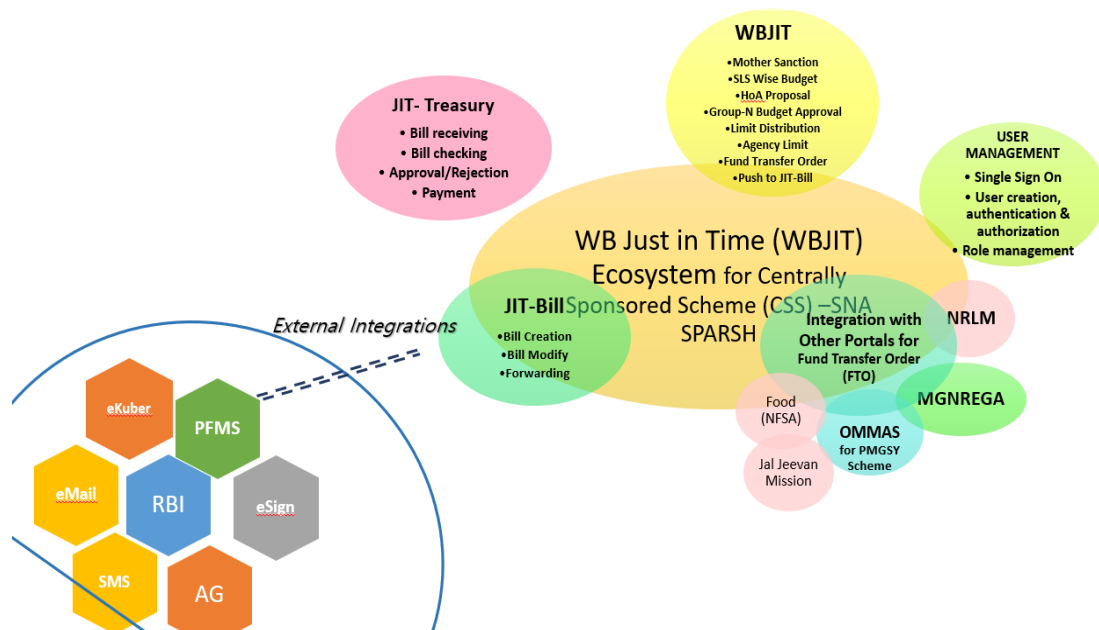 WBJIT
•Mother Sanction
•SLS Wise Budget
•HoA Proposal
•Group-N Budget Approval
•Limit Distribution
•Agency Limit
•Fund Transfer Order
•Push to JIT-Bill
JIT- Treasury
• Bill receiving
• Bill checking
• Approval/Rejection
• Payment
USER
MANAGEMENT
• Single Sign On
• User creation,
authentication &
authorization
• Role management
WB Just in Time (WBJIT)
Ecosystem for Centrally
Sponsored Scheme (CSS) –SNA
SPARSH
JIT-Bill
•Bill Creation
•Bill Modify
•Forwarding
Integration with
Other Portals for
Fund Transfer Order
(FTO)
NRLM
MGNREGA
Food
(NFSA)
OMMAS
for PMGSY
Scheme
Jal Jeevan
Mission
External Integrations
eKuber
PFMS
eMail
RBI
eSign
SMS
AG